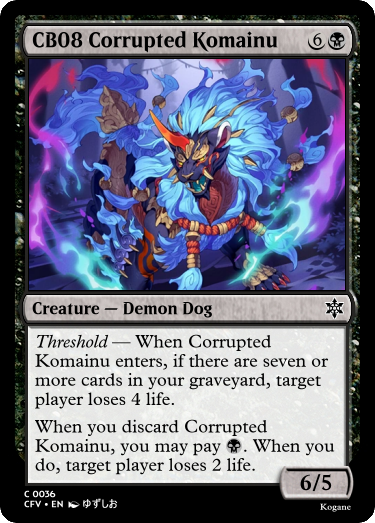 CB08 Corrupted Komainu 6
Creature — Demon Dog
Threshold — When Corrupted
Komainu enters, if there are seven or
more cards in your graveyard, target
player loses 4 life.
When you discard Corrupted
Komainu, you may pay . When you
do, target player loses 2 life.
6/5
C 0036
CFV • EN ゆずしお
Kogane